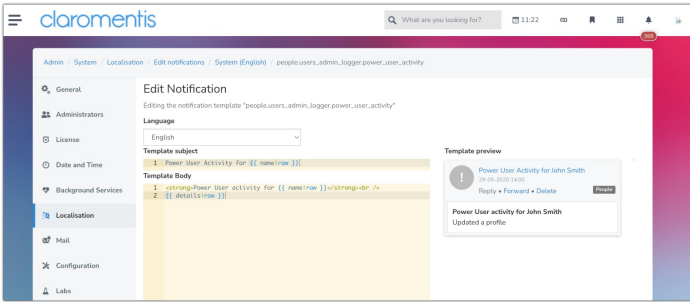 claromentis
What are you looking for?
11:22
308
Admin / System / Localisation / Edit notifications / System (English) / people.users_admin_logger.power_user_activity
General
Administrators
License
Date and Time
Background Services
Localisation
Mail
Configuration
Labs
Edit Notification
Editing the notification template "people.users_admin_logger.power_user_activity"
Language
English
Template subject
1 Power User Activity for {{ name|raw }}
Template Body
1 <strong>Power User activity for {{ name|raw }}</strong><br />
2 {{ details|raw }}
Template preview
Power User Activity for John Smith
29-05-2020 14:00
Reply • Forward • Delete
People
Power User activity for John Smith
Updated a profile